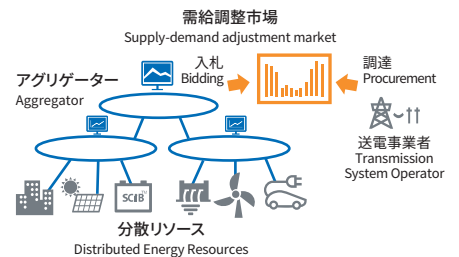 需給調整市場
Supply-demand adjustment market
入札
Bidding
調達
Procurement
アグリゲーター
Aggregator
送電事業者
Transmission
System Operator
SCiB™
分散リソース
Distributed Energy Resources